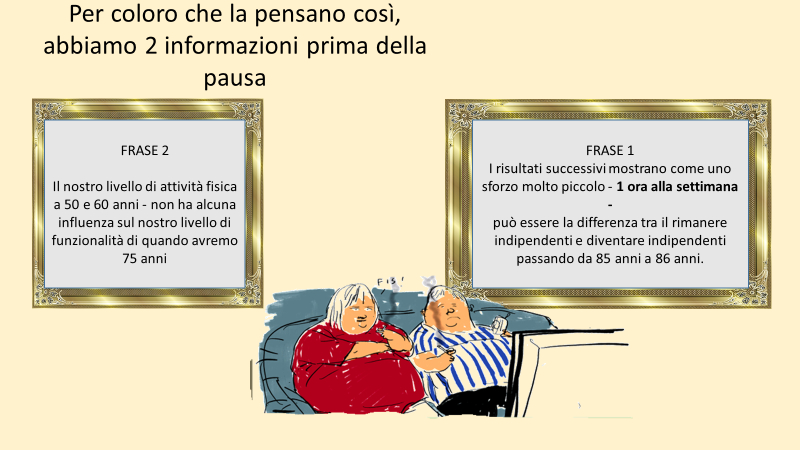 Per coloro che la pensano così,
abbiamo 2 informazioni prima della
pausa
FRASE 2
Il nostro livello di attività fisica
a 50 e 60 anni - non ha alcuna
influenza sul nostro livello di
funzionalità di quando avremo
75 anni
FRASE 1
I risultati successivi mostrano come uno
sforzo molto piccolo - 1 ora alla settimana
-
può essere la differenza tra il rimanere
indipendenti e diventare indipendenti
passando da 85 anni a 86 anni.